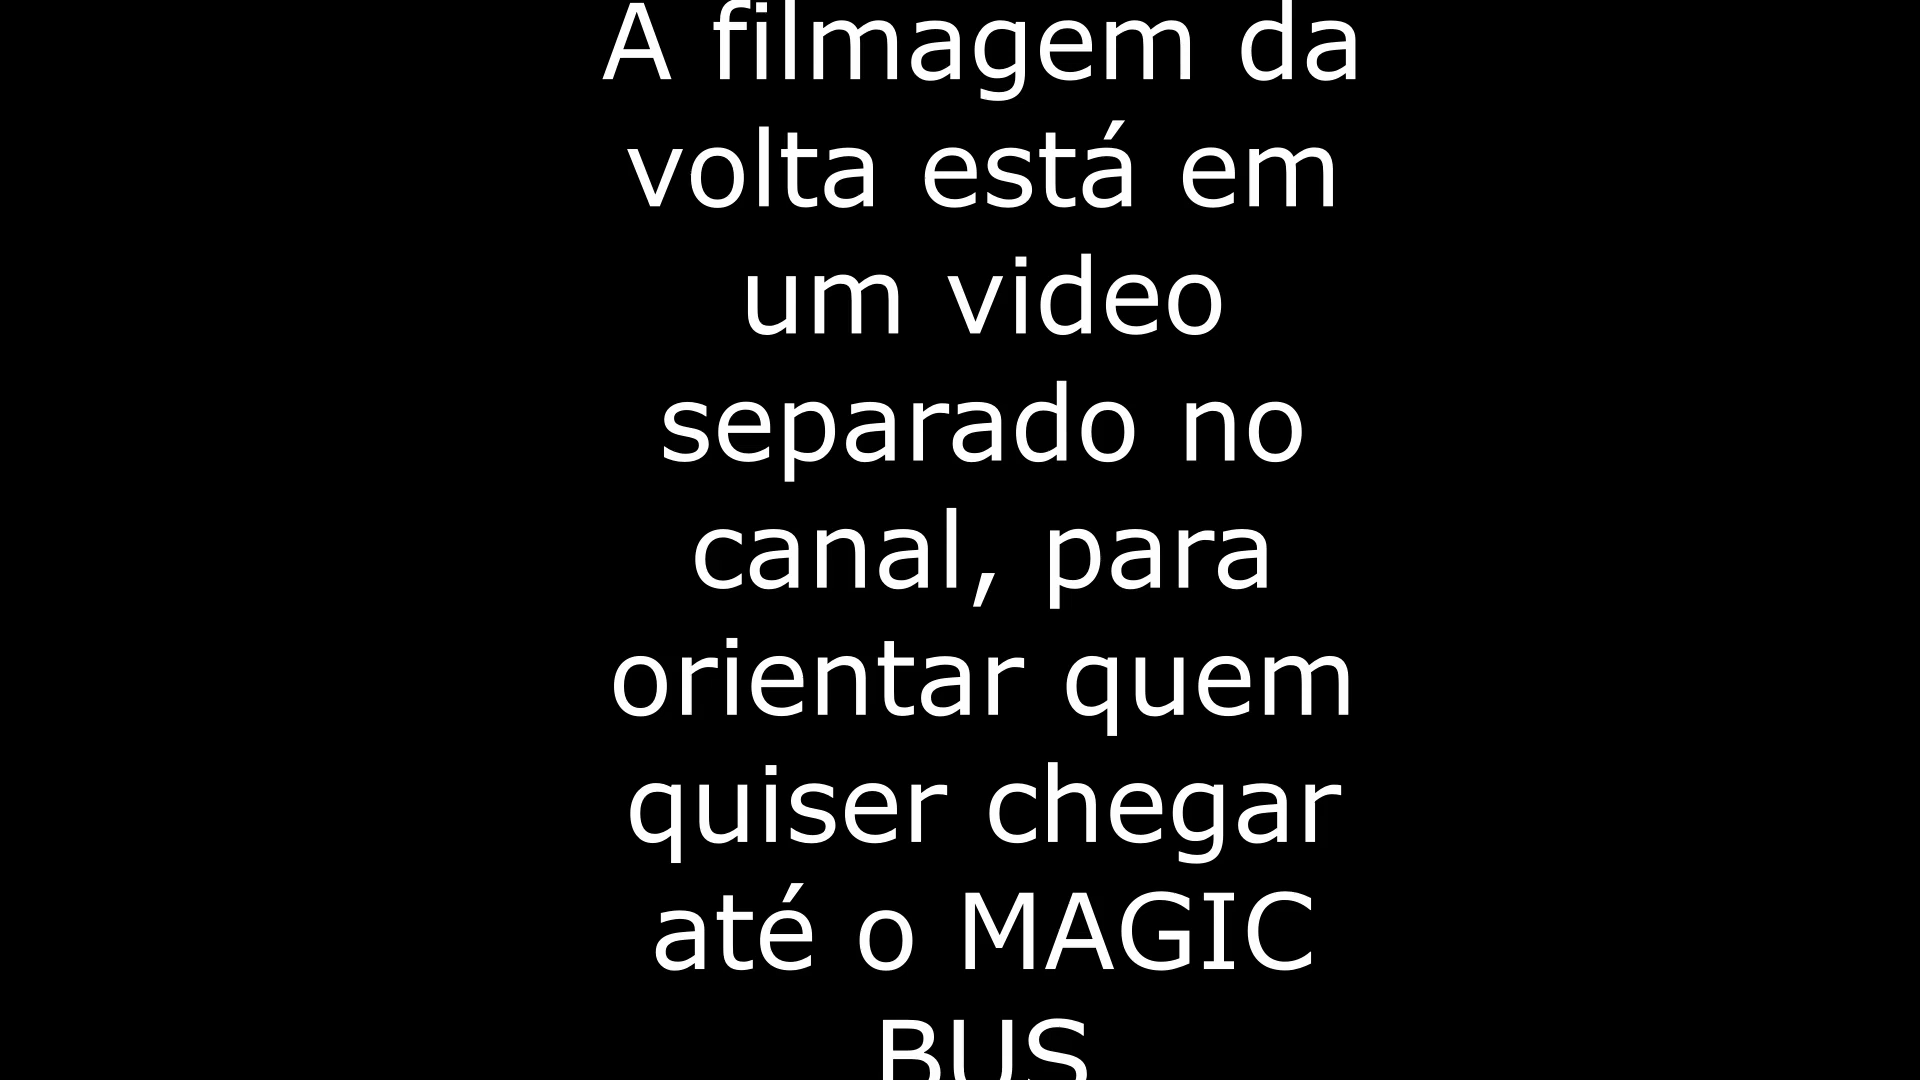 A filmagem da
volta está em
um video
separado no
canal, para
orientar quem
quiser chegar
até o MAGIC
BUS